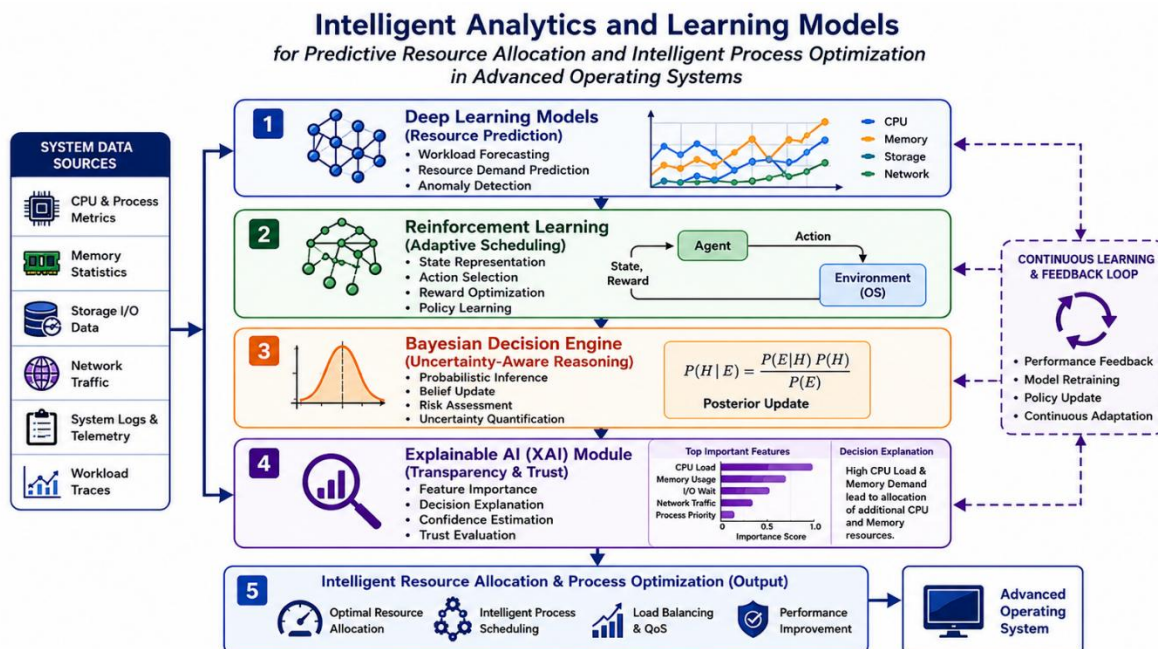 Intelligent Analytics and Learning Models
for Predictive Resource Allocation and Intelligent Process Optimization
in Advanced Operating Systems
SYSTEM DATA
SOURCES
CPU & Process
Metrics
Memory
Statistics
Storage I/O
Data
Network
Traffic
System Logs &
Telemetry
Workload
Traces
1
Deep Learning Models
(Resource Prediction)
• Workload Forecasting
• Resource Demand Prediction
• Anomaly Detection
CPU
Memory
Storage
Network
2
Reinforcement Learning
(Adaptive Scheduling)
• State Representation
• Action Selection
• Reward Optimization
• Policy Learning
Agent
Action
State,
Reward
Environment
(OS)
3
Bayesian Decision Engine
(Uncertainty-Aware Reasoning)
• Probabilistic Inference
• Belief Update
• Risk Assessment
• Uncertainty Quantification
P(H | E) = P(E|H) P(H) / P(E)
Posterior Update
4
Explainable AI (XAI) Module
(Transparency & Trust)
• Feature Importance
• Decision Explanation
• Confidence Estimation
• Trust Evaluation
Top Important Features
CPU Load
Memory Usage
I/O Wait
Network Traffic
Process Priority
0 0.5 1.0
Importance Score
Decision Explanation
High CPU Load &
Memory Demand
lead to allocation
of additional CPU
and Memory
resources.
CONTINUOUS LEARNING
& FEEDBACK LOOP
• Performance Feedback
• Model Retraining
• Policy Update
• Continuous Adaptation
5
Intelligent Resource Allocation & Process Optimization (Output)
Optimal Resource
Allocation
Intelligent Process
Scheduling
Load Balancing
& QoS
Performance
Improvement
Advanced
Operating
System